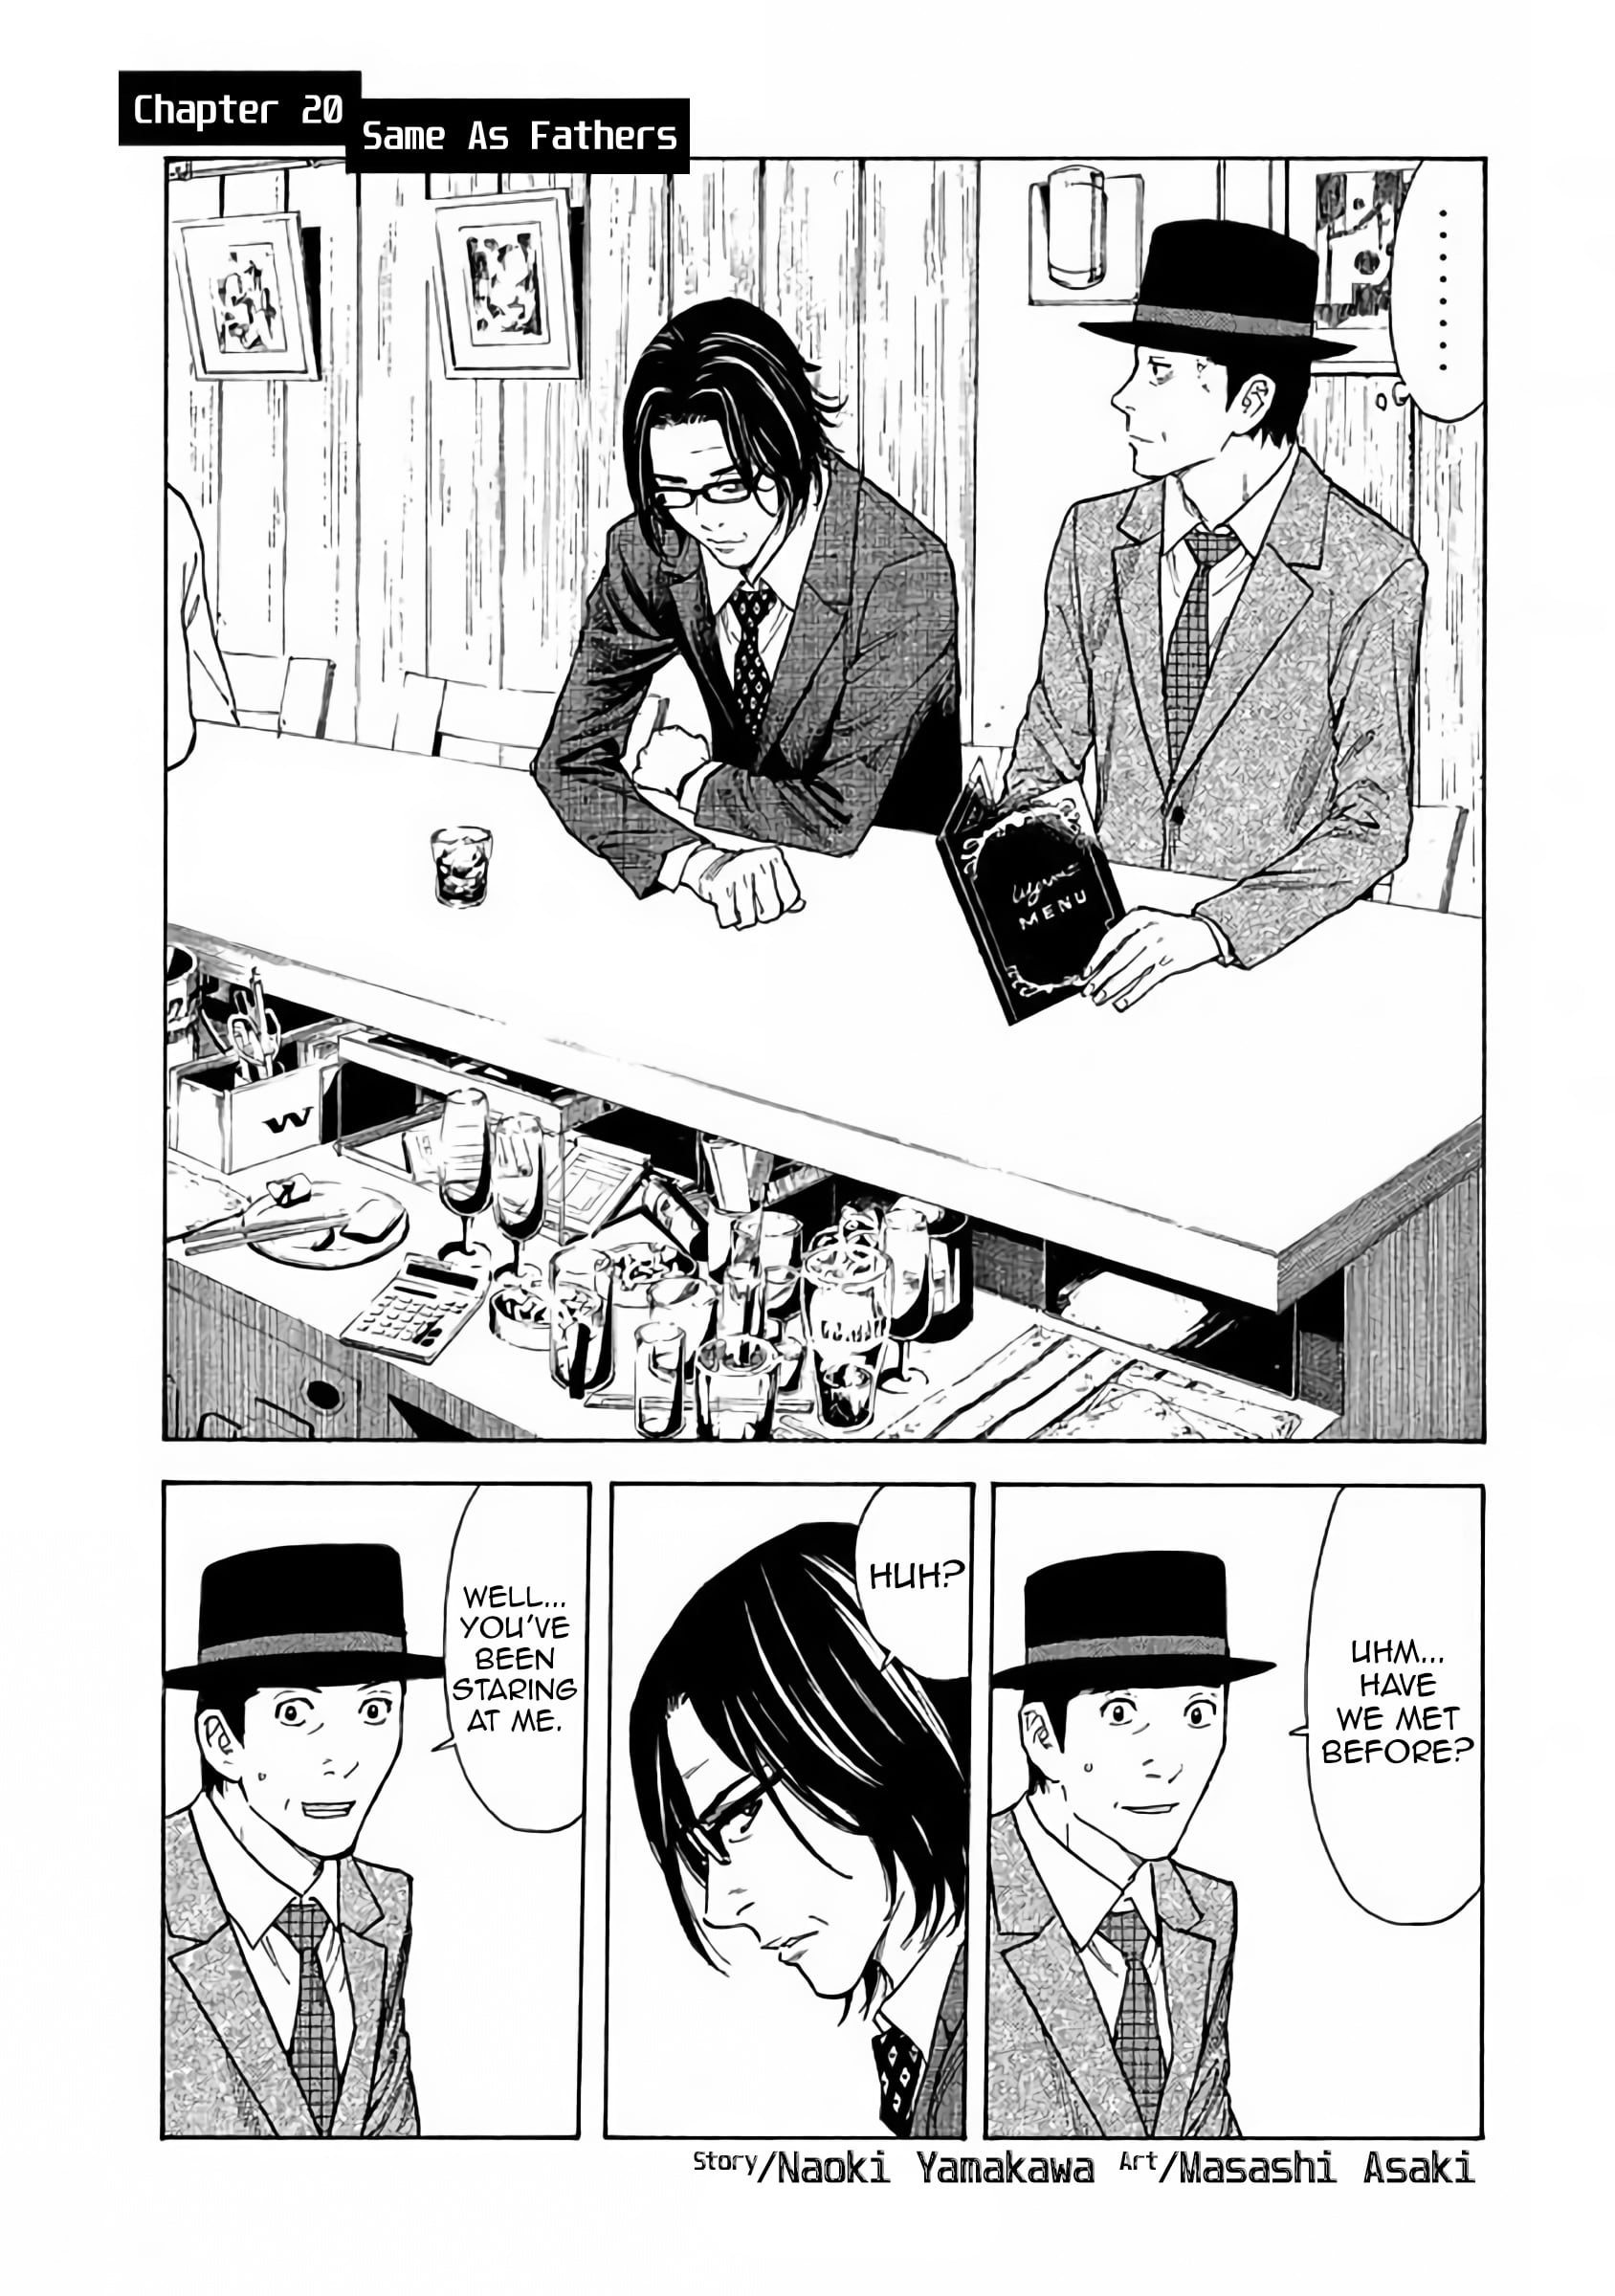 Chapter 20
Same As Fathers
.........
MENU
W
UHM...
HAVE
WE MET
BEFORE?
HUH?
WELL...
YOU'VE
BEEN
STARING
AT ME.
Story/Naoki Yamakawa Art/Masashi Asaki